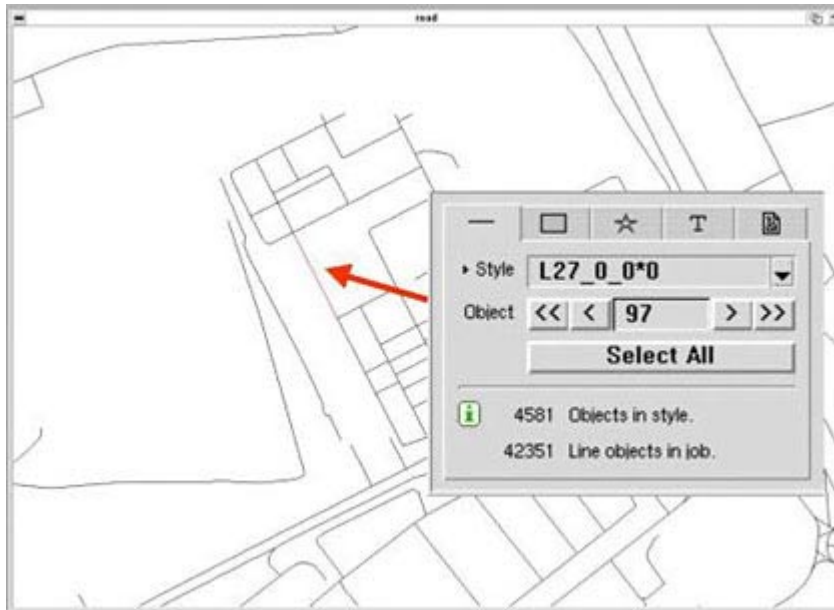 road
T
Style L27_0_0*0
Object << < 97 > >>
Select All
i 4581 Objects in style.
42351 Line objects in job.